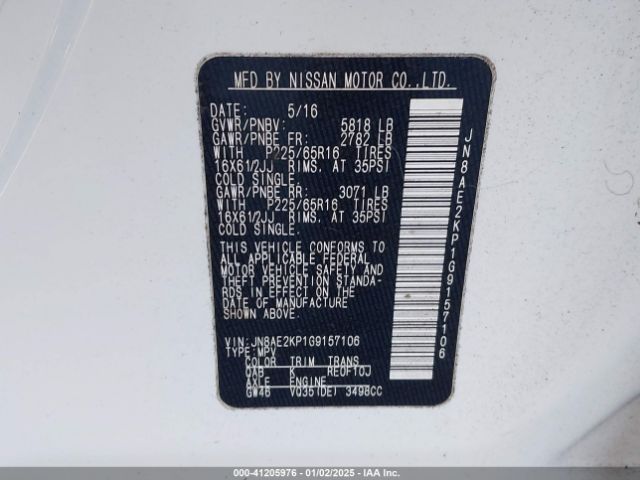 MFD BY NISSAN MOTOR CO.,LTD.
DATE: 5/16
GVWR/PNBV: 5818 LB
GAWR/PNBE FR: 2782 LB
WITH P225/65R16 TIRES
16X61/2JJ RIMS, AT 35PSI
COLD SINGLE
GAWR/PNBE RR: 3071 LB
WITH P225/65R16 TIRES
16X61/2JJ RIMS, AT 35PSI
COLD SINGLE.
THIS VEHICLE CONFORMS TO
ALL APPLICABLE FEDERAL
MOTOR VEHICLE SAFETY AND
THEFT PREVENTION STANDA-
RDS IN EFFECT ON THE
DATE OF MANUFACTURE
SHOWN ABOVE.
VIN: JN8AE2KP1G9157106
TYPE: MPV
COLOR TRIM TRANS
QAB K RE0F10J
AXLE ENGINE
GW46 VQ35(DE) 3498CC
JN8AE2KP1G9157106
000-41205976 - 01/02/2025 - IAA Inc.